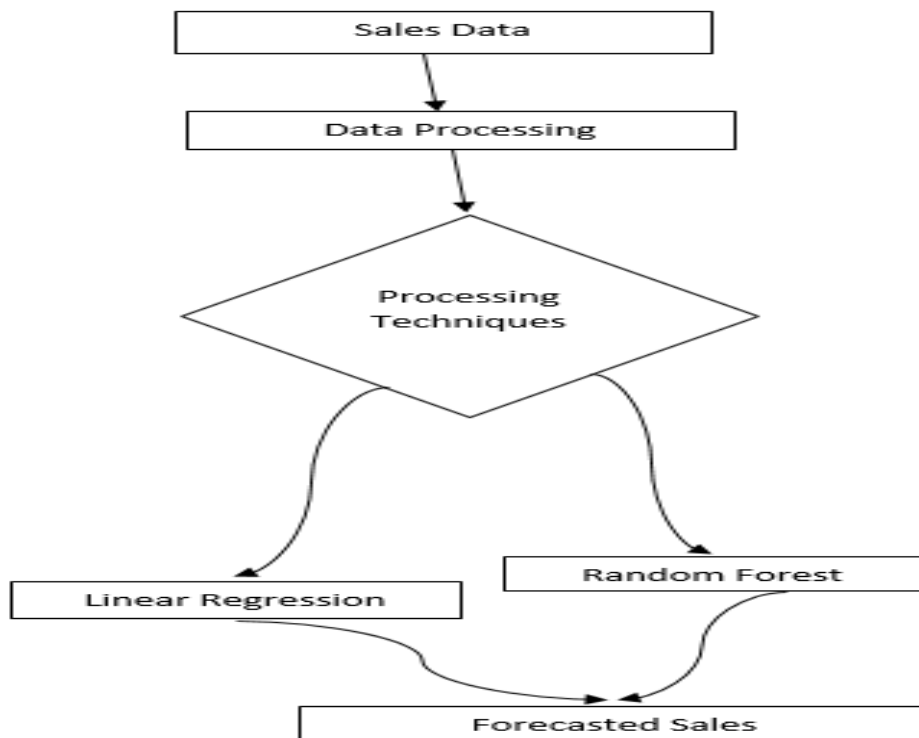 Sales Data
Data Processing
Processing
Techniques
Random Forest
Linear Regression
Forecasted Sales